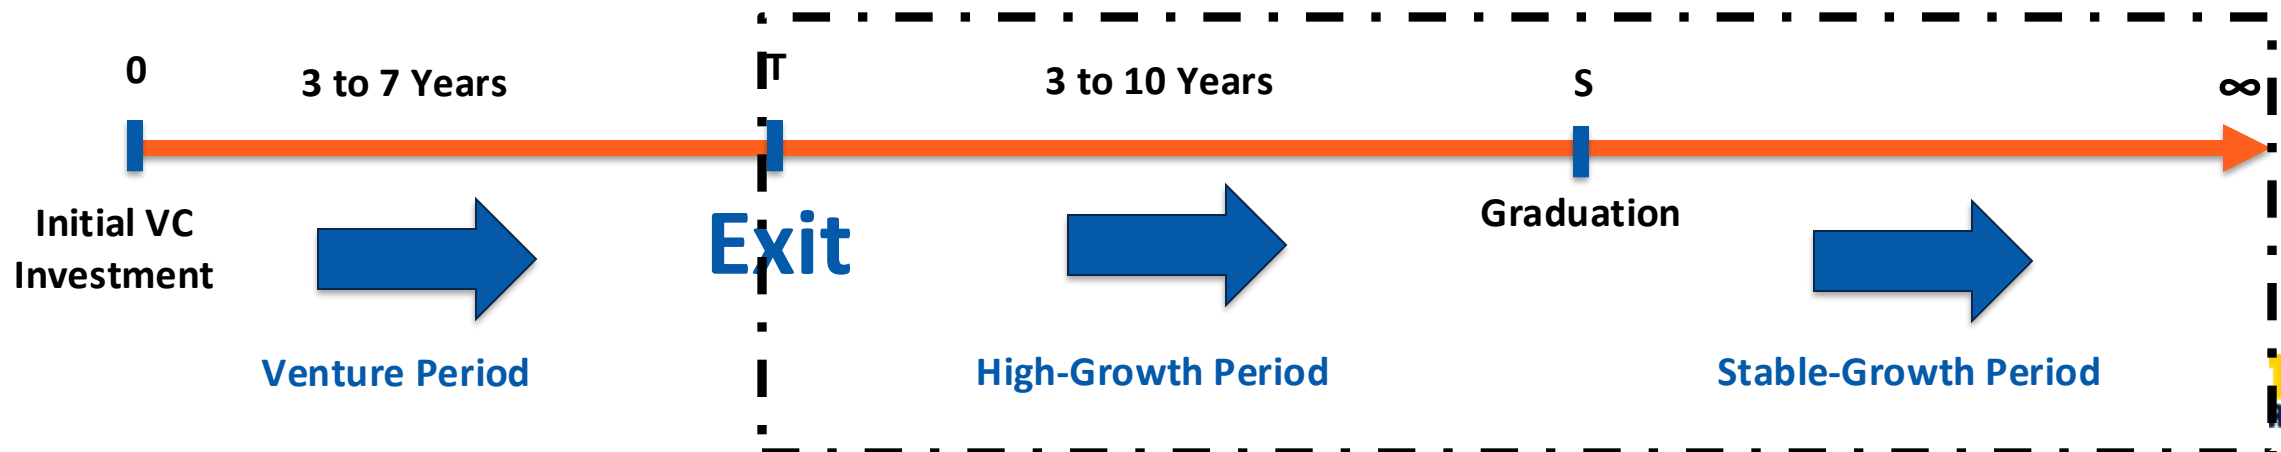 0
3 to 7 Years
T
3 to 10 Years
S
∞
Initial VC
Investment
Exit
Graduation
Venture Period
High-Growth Period
Stable-Growth Period